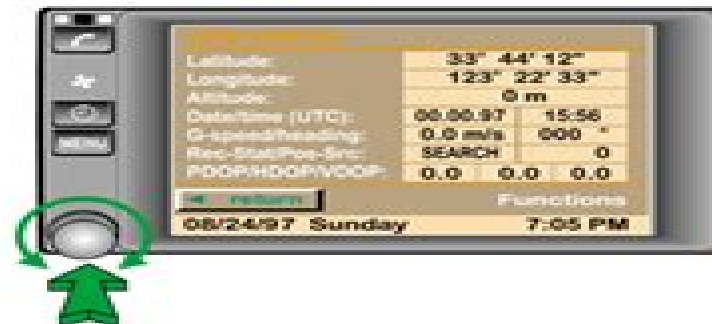 MENU
Latitude: 33° 44' 12"
Longitude: 123° 22' 33"
Altitude: 0 m
Date/time (UTC): 00.00.97 15:56
G-speed/heading: 0.0 m/s 000 °
Rec-Stat/Pos-Src: SEARCH 0
PDOP/HDOP/VDOP: 0.0 0.0 0.0
◄ return Functions
08/24/97 Sunday 7:05 PM